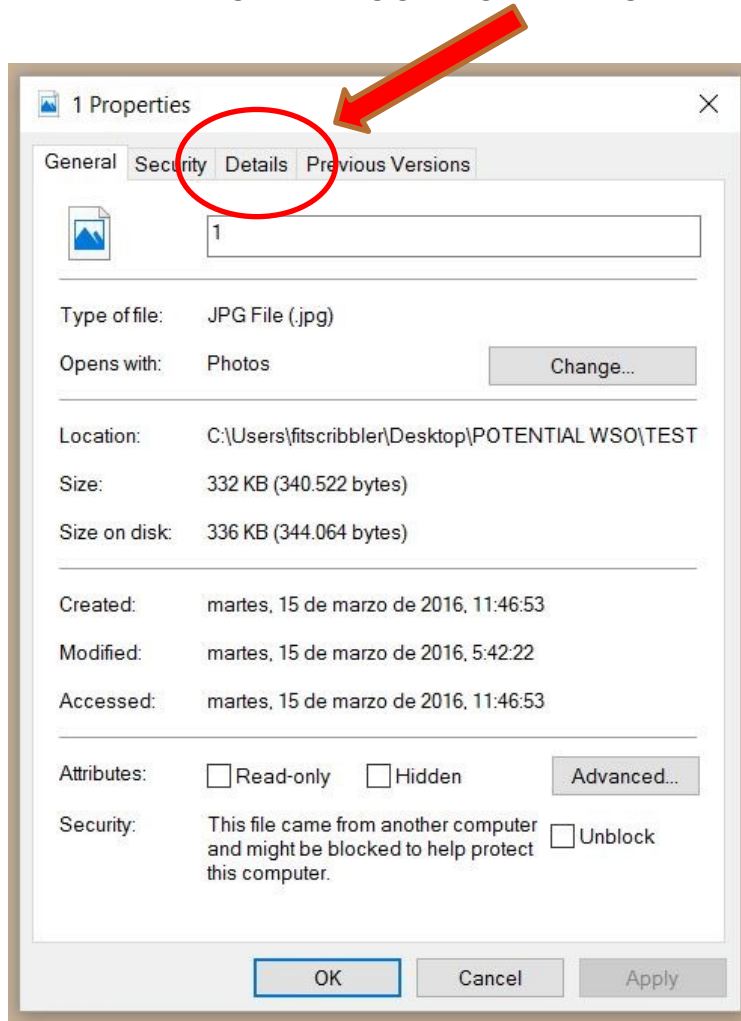 1 Properties
General Security Details Previous Versions
1
Type of file: JPG File (.jpg)
Opens with: Photos Change...
Location: C:\Users\fitscribbler\Desktop\POTENTIAL WSO\TEST
Size: 332 KB (340.522 bytes)
Size on disk: 336 KB (344.064 bytes)
Created: martes, 15 de marzo de 2016, 11:46:53
Modified: martes, 15 de marzo de 2016, 5:42:22
Accessed: martes, 15 de marzo de 2016, 11:46:53
Attributes: Read-only Hidden Advanced...
Security: This file came from another computer Unblock
and might be blocked to help protect
this computer.
OK Cancel Apply